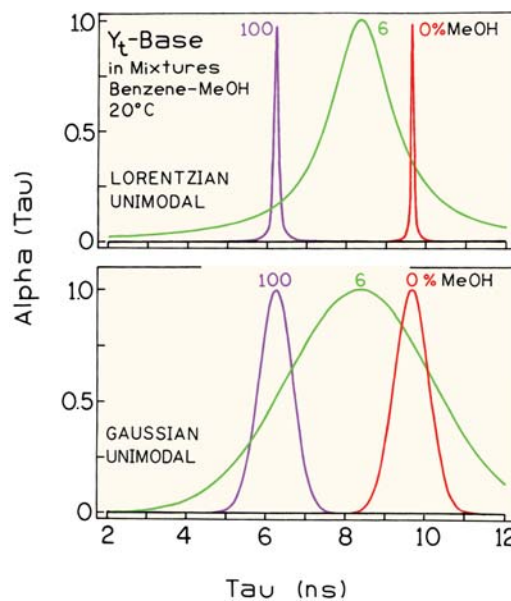 100 6 0%MeOH
1.0
Yt-Base
in Mixtures
Benzene-MeOH
20°C
0.5
LORENTZIAN
UNIMODAL
0
Alpha (Tau)
100 6 0%MeOH
1.0
0.5
GAUSSIAN
UNIMODAL
0
2 4 6 8 10 12
Tau (ns)